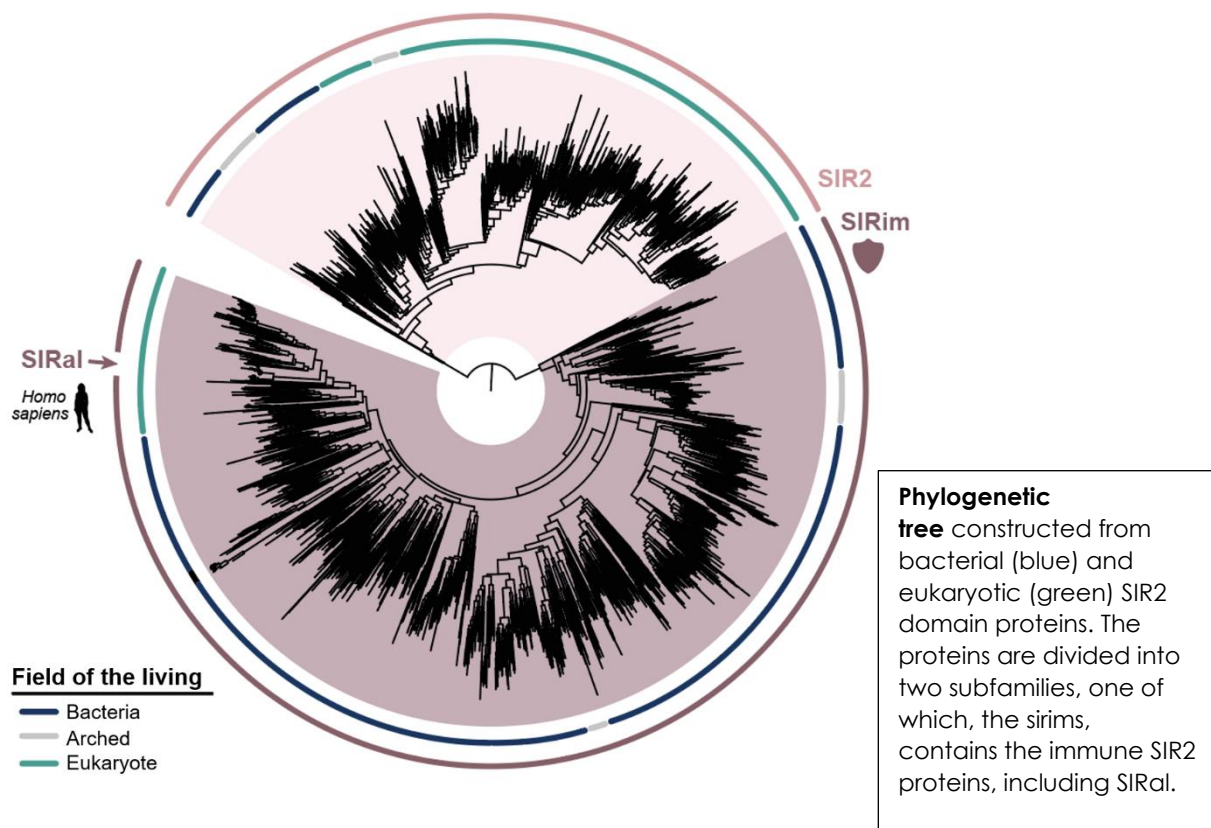 SIR2
SIRim
SIRal
Homo
sapiens
Field of the living
Bacteria
Arched
Eukaryote
Phylogenetic
tree constructed from
bacterial (blue) and
eukaryotic (green) SIR2
domain proteins. The
proteins are divided into
two subfamilies, one of
which, the sirims,
contains the immune SIR2
proteins, including SIRal.